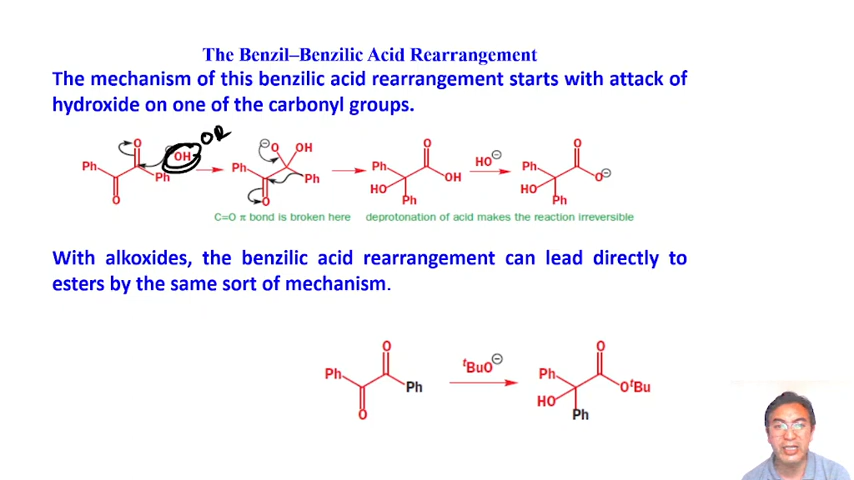 The Benzil–Benzilic Acid Rearrangement
The mechanism of this benzilic acid rearrangement starts with attack of
hydroxide on one of the carbonyl groups.
OR
O OH Ph Ph O
O OH Ph Ph O
Ph O HO OH Ph
HO⊖
Ph O HO O⊖ Ph
C=O π bond is broken here deprotonation of acid makes the reaction irreversible
With alkoxides, the benzilic acid rearrangement can lead directly to
esters by the same sort of mechanism.
O Ph Ph O
ᵗBuO⊖
O Ph OᵗBu HO Ph